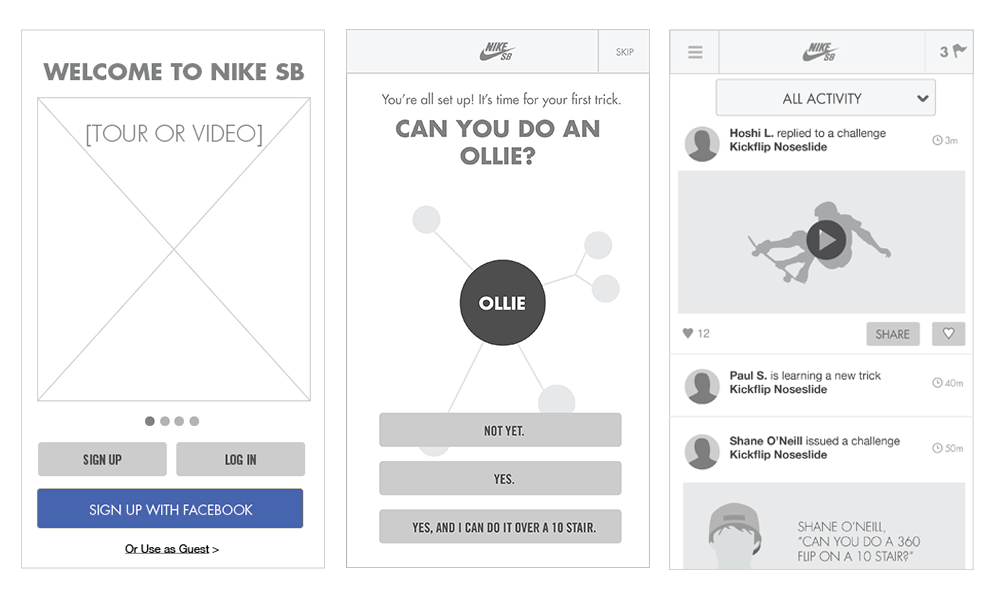 WELCOME TO NIKE SB
[TOUR OR VIDEO]
SIGN UP
LOG IN
SIGN UP WITH FACEBOOK
Or Use as Guest >
NIKE SB
SKIP
You're all set up! It's time for your first trick.
CAN YOU DO AN
OLLIE?
OLLIE
NOT YET.
YES.
YES, AND I CAN DO IT OVER A 10 STAIR.
NIKE SB
3
ALL ACTIVITY
Hoshi L. replied to a challenge
Kickflip Noseslide
3m
12
SHARE
Paul S. is learning a new trick
Kickflip Noseslide
40m
Shane O'Neill issued a challenge
Kickflip Noseslide
50m
SHANE O'NEILL,
"CAN YOU DO A 360
FLIP ON A 10 STAIR?"